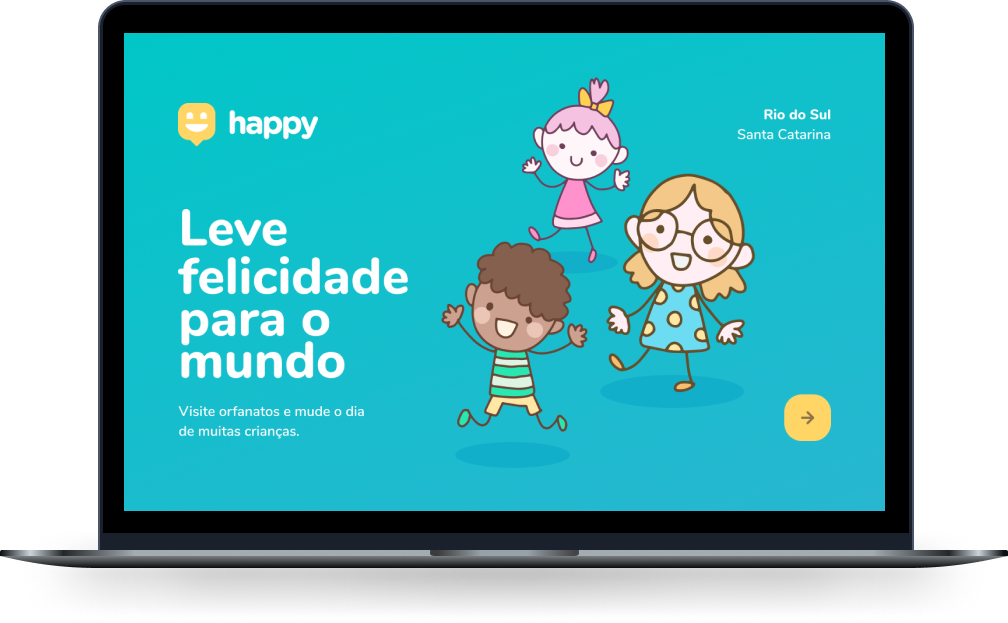 happy
Rio do Sul
Santa Catarina
Leve
felicidade
para o
mundo
Visite orfanatos e mude o dia
de muitas crianças.